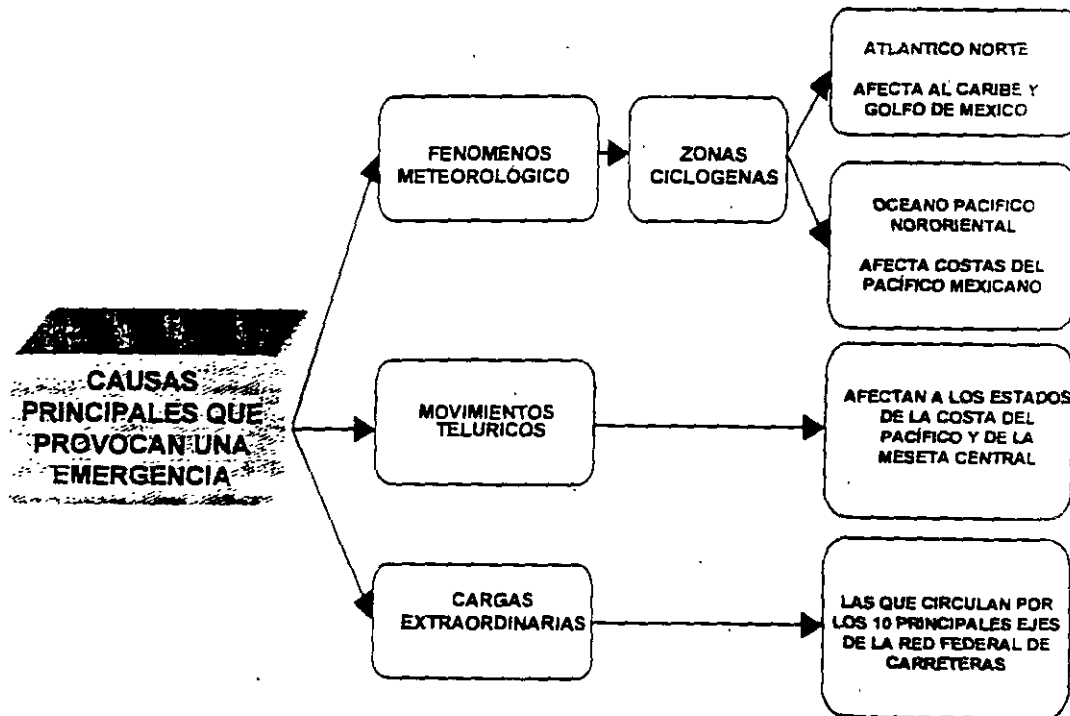 CAUSAS
PRINCIPALES QUE
PROVOCAN UNA
EMERGENCIA
FENOMENOS
METEOROLÓGICO
ZONAS
CICLOGENAS
ATLANTICO NORTE
AFECTA AL CARIBE Y
GOLFO DE MEXICO
OCEANO PACIFICO
NORORIENTAL
AFECTA COSTAS DEL
PACÍFICO MEXICANO
MOVIMIENTOS
TELURICOS
AFECTAN A LOS ESTADOS
DE LA COSTA DEL
PACÍFICO Y DE LA
MESETA CENTRAL
CARGAS
EXTRAORDINARIAS
LAS QUE CIRCULAN POR
LOS 10 PRINCIPALES EJES
DE LA RED FEDERAL DE
CARRETERAS